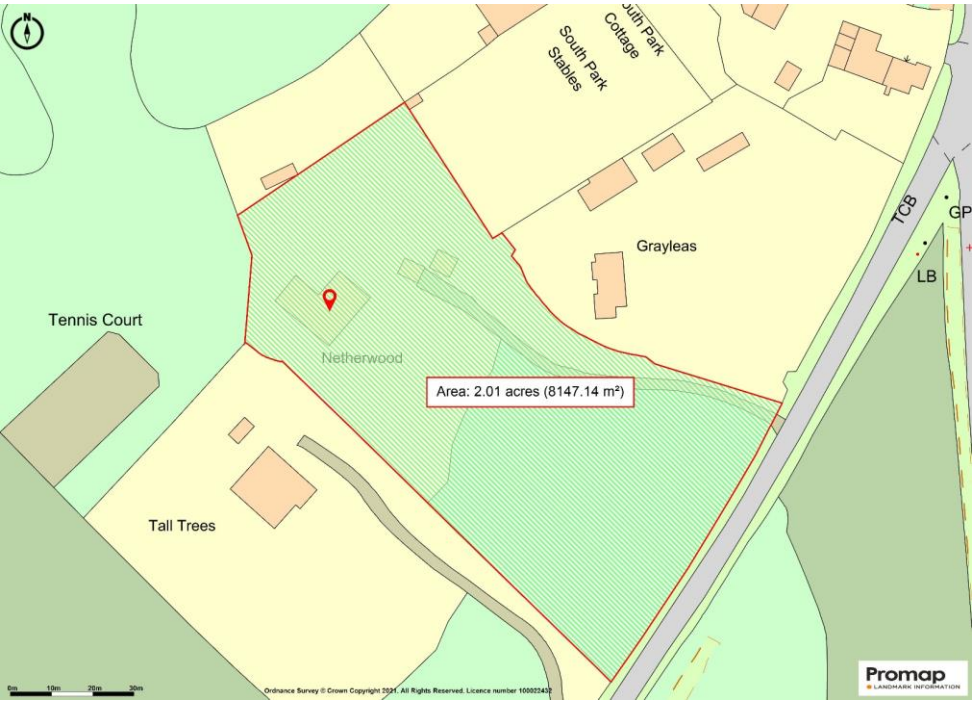 N
South Park
Cottage
South Park
Stables
TCB
GP
Grayleas
LB
Tennis Court
Netherwood
Area: 2.01 acres (8147.14 m²)
Tall Trees
0m 10m 20m 30m
Ordnance Survey © Crown Copyright 2021. All Rights Reserved. Licence number 100022432
Promap
LANDMARK INFORMATION